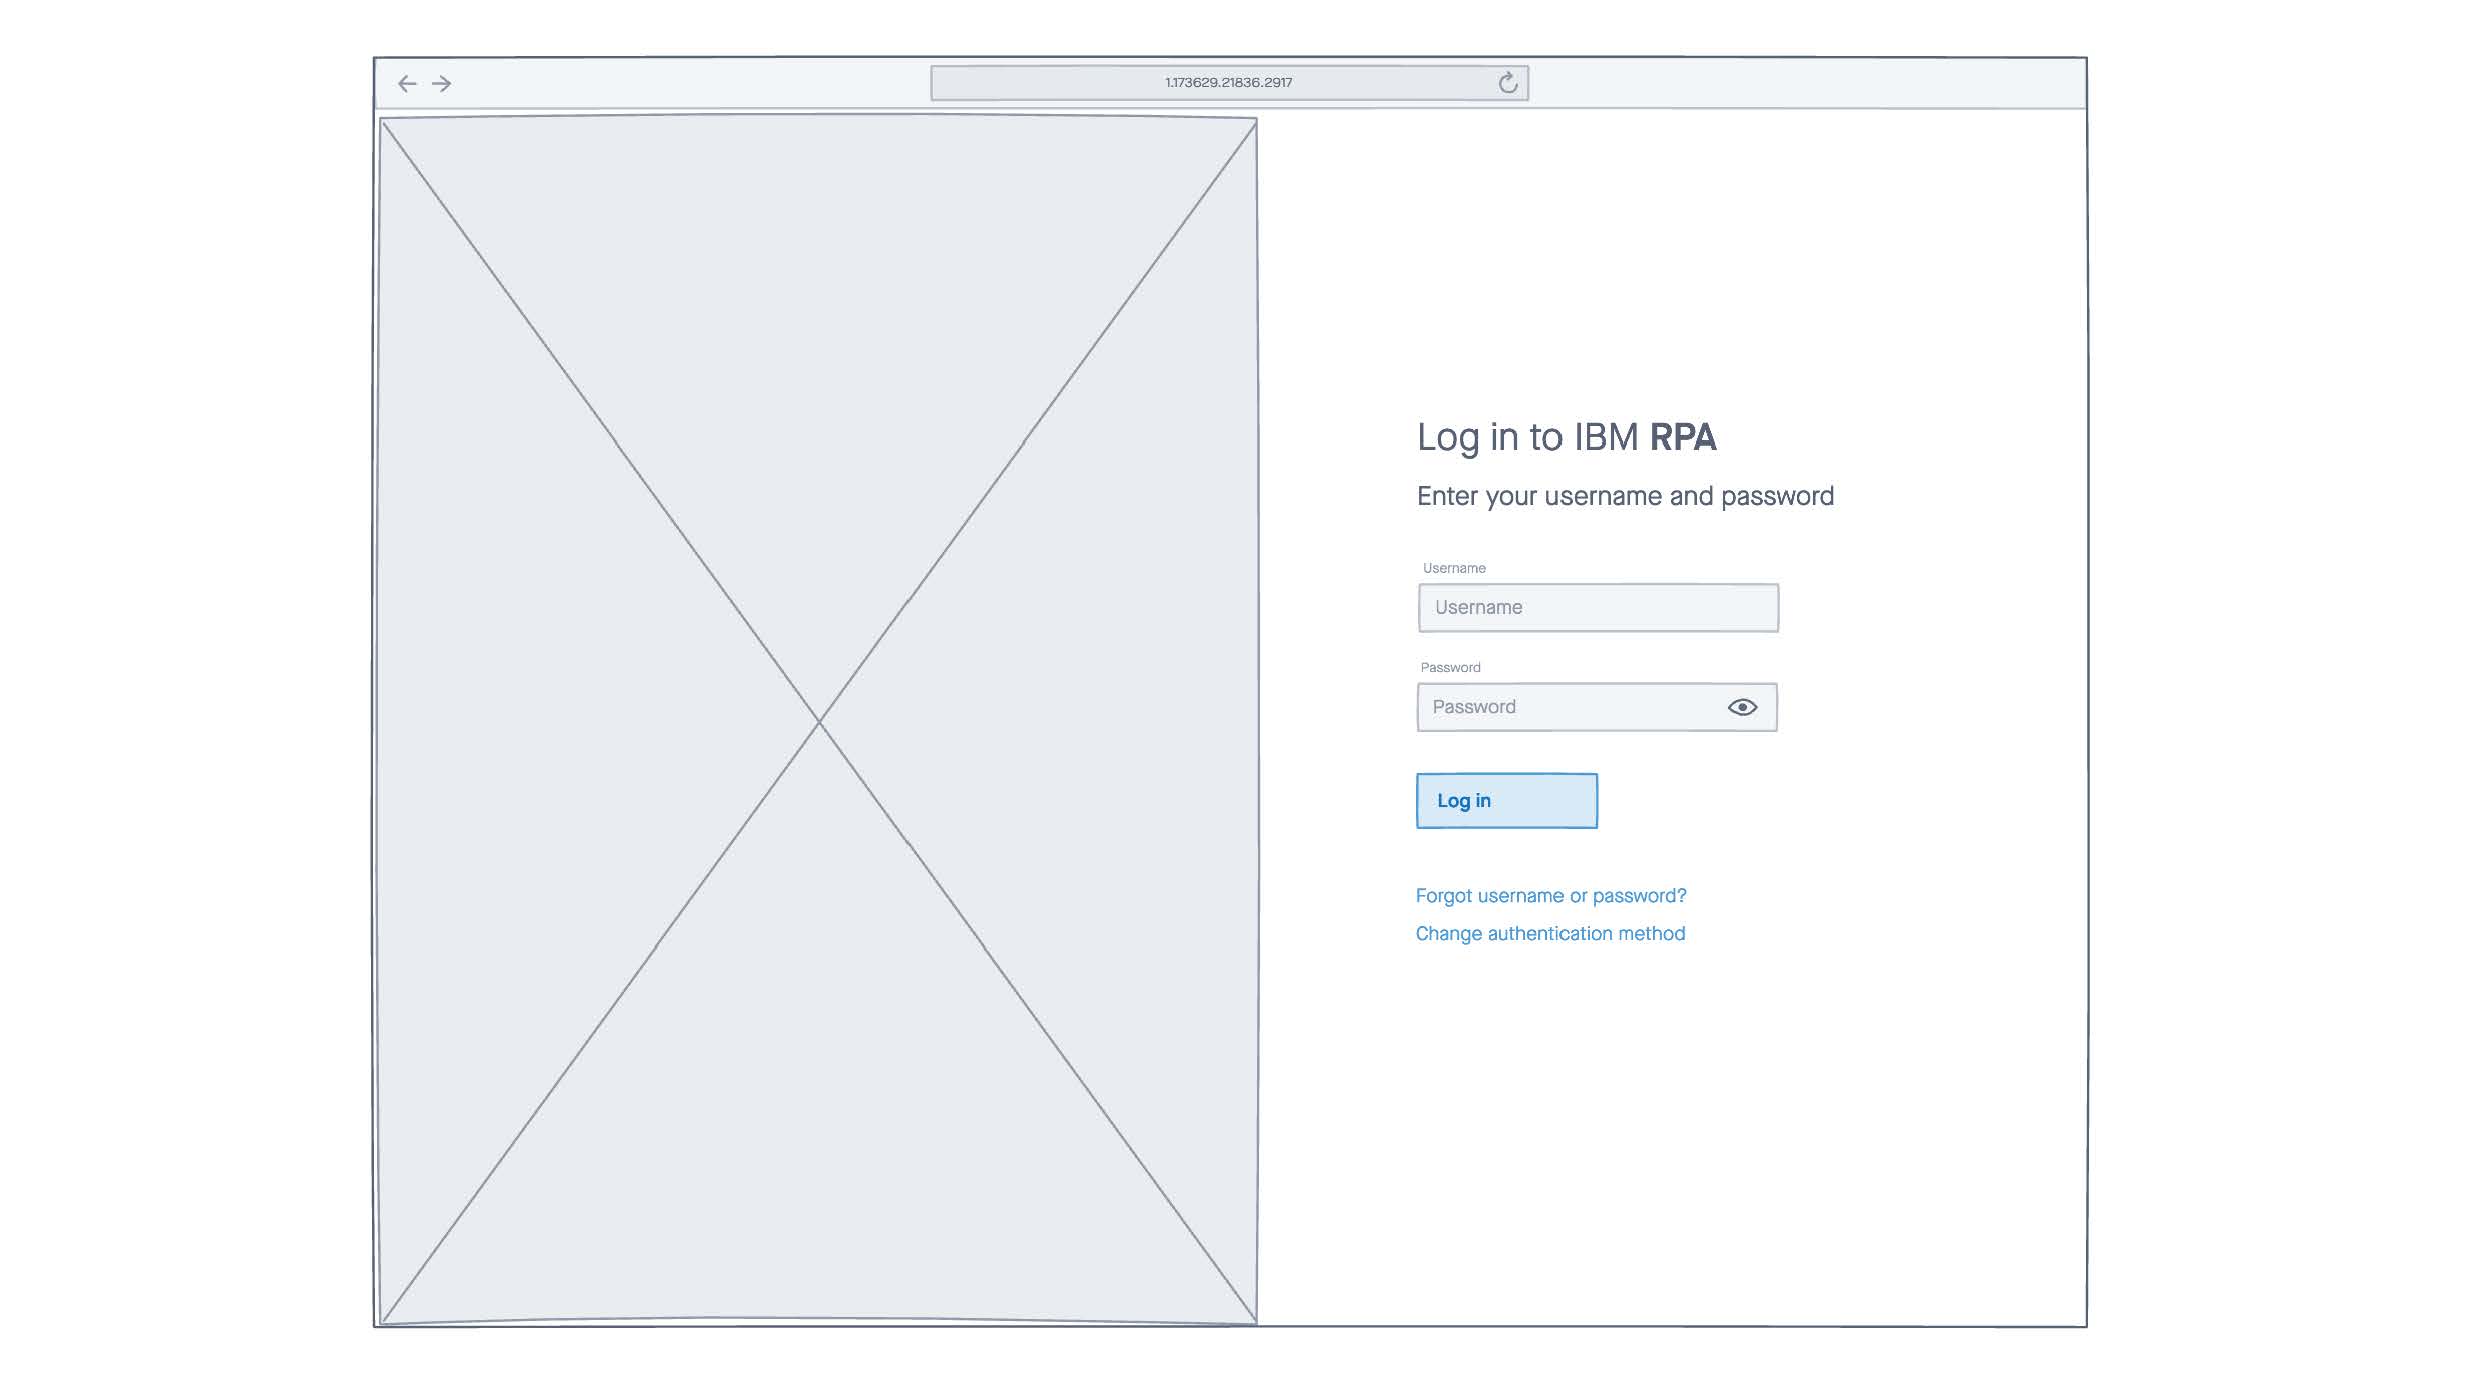 1.173629.21836.2917
Log in to IBM RPA
Enter your username and password
Username
Username
Password
Password
Log in
Forgot username or password?
Change authentication method